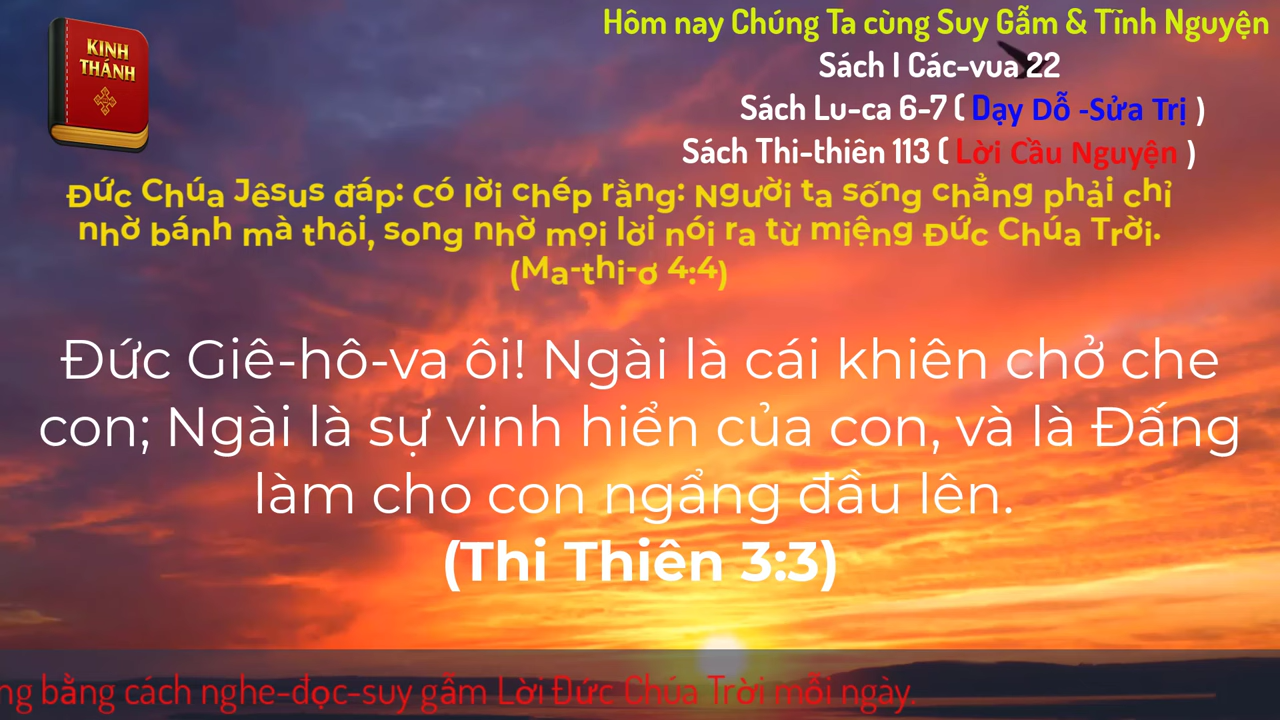 KINH
THÁNH
Hôm nay Chúng Ta cùng Suy Gẫm & Tĩnh Nguyện
Sách I Các-vua 22
Sách Lu-ca 6-7 ( Dạy Dỗ -Sửa Trị )
Sách Thi-thiên 113 ( Lời Cầu Nguyện )
Đức Chúa Jêsus đáp: Có lời chép rằng: Người ta sống chẳng phải chỉ
nhờ bánh mà thôi, song nhờ mọi lời nói ra từ miệng Đức Chúa Trời.
(Ma-thi-ơ 4:4)
Đức Giê-hô-va ôi! Ngài là cái khiên chở che
con; Ngài là sự vinh hiển của con, và là Đấng
làm cho con ngẩng đầu lên.
(Thi Thiên 3:3)
ng bằng cách nghe-đọc-suy gẫm Lời Đức Chúa Trời mỗi ngày.